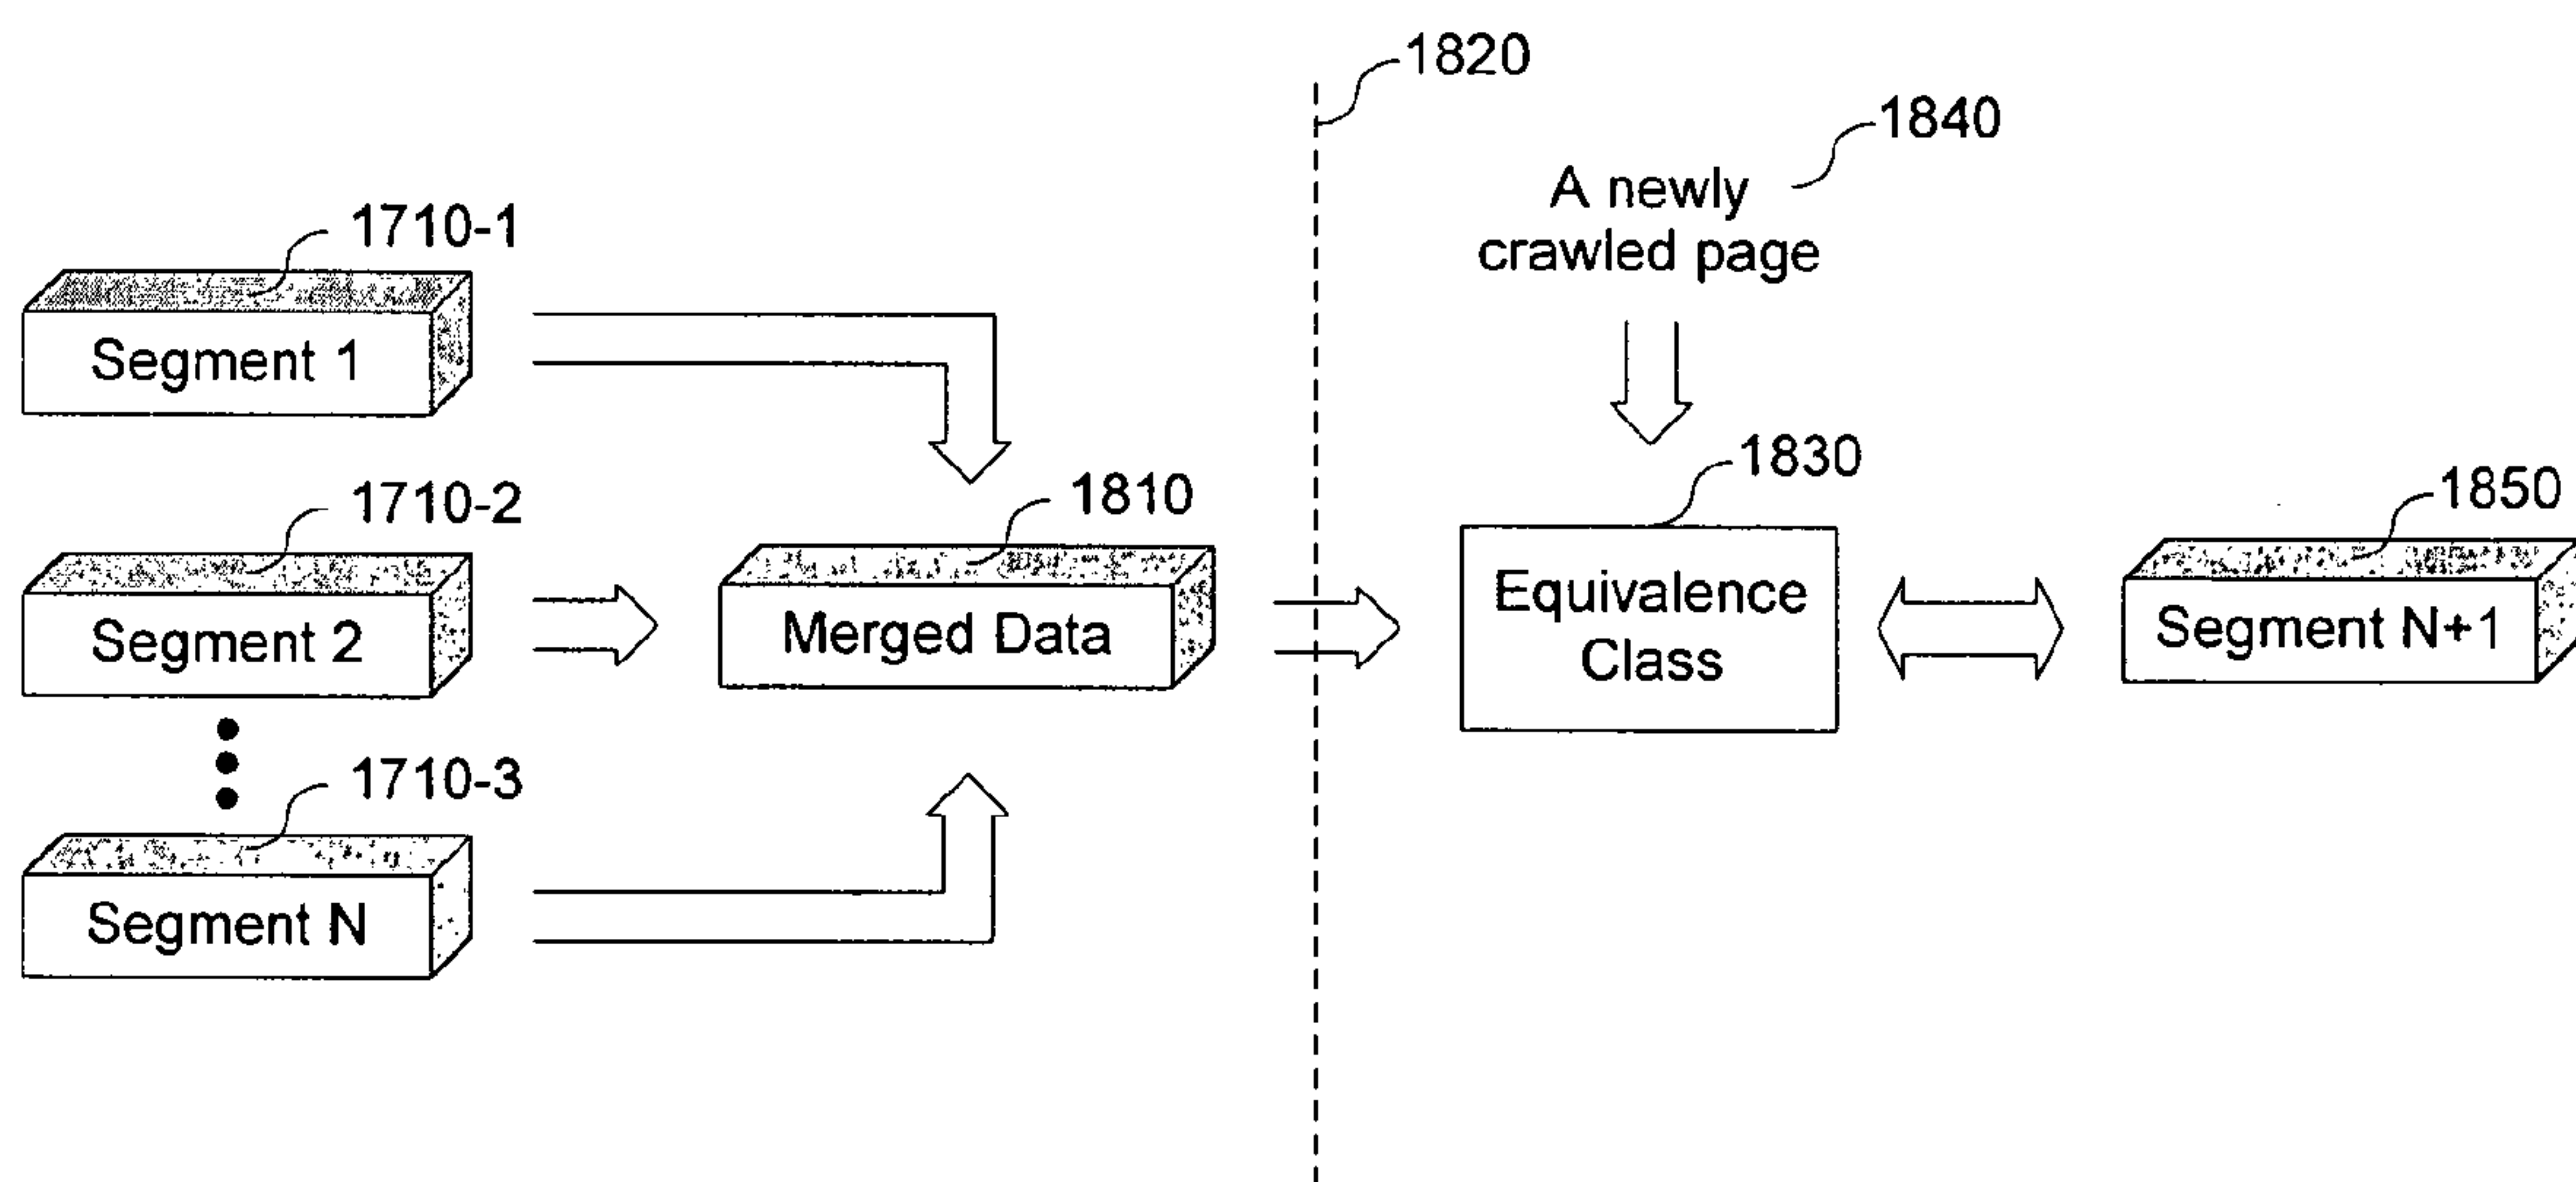 1820
1840
A newly
crawled page
1710-1
Segment 1
1710-2
Segment 2
1810
Merged Data
1830
Equivalence
Class
1850
Segment N+1
1710-3
Segment N